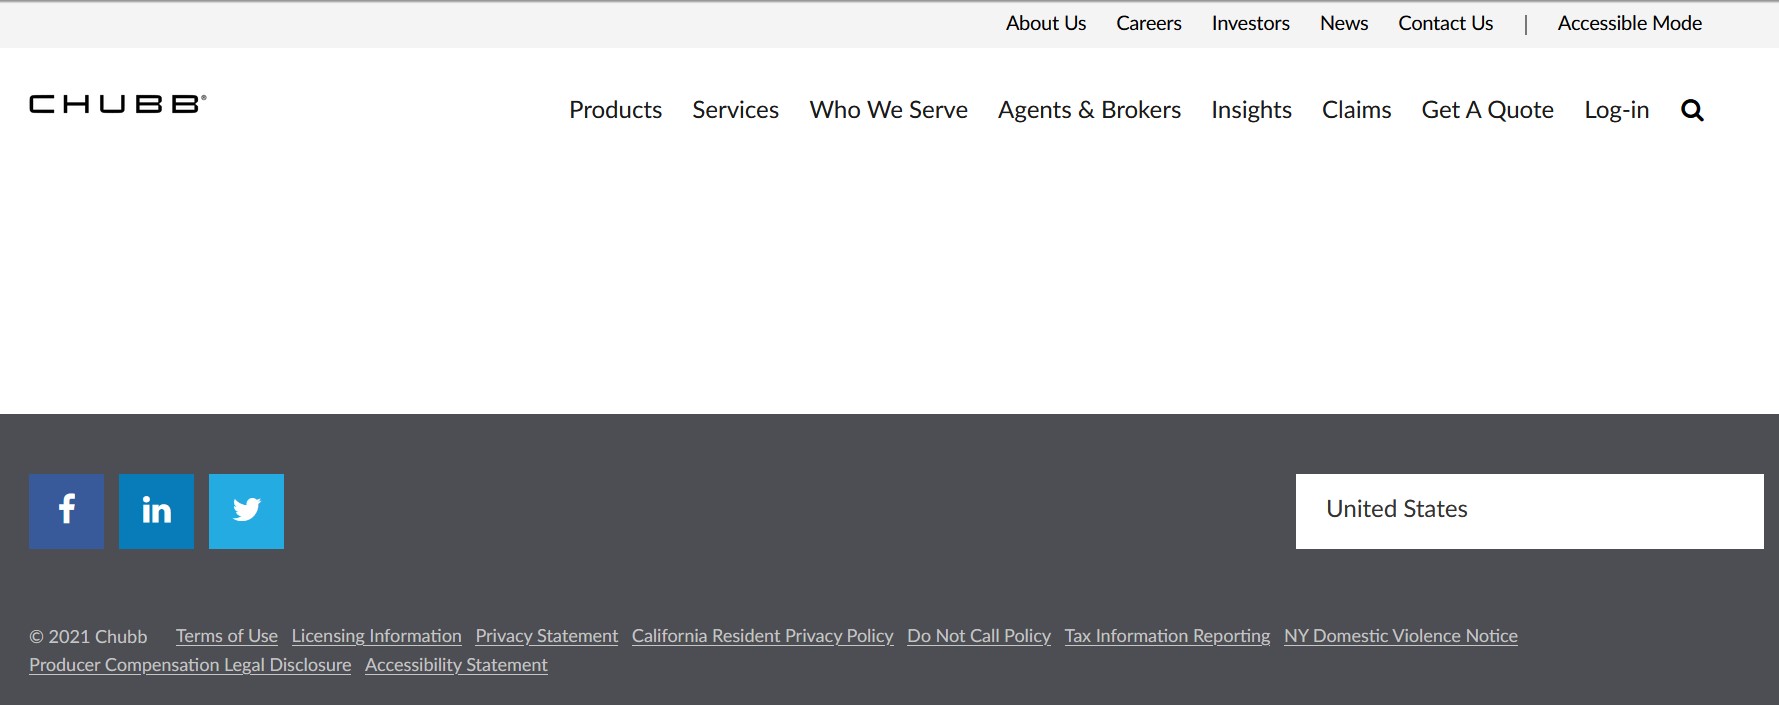 About Us Careers Investors News Contact Us | Accessible Mode
CHUBB®
Products Services Who We Serve Agents & Brokers Insights Claims Get A Quote Log-in
f in
United States
© 2021 Chubb Terms of Use Licensing Information Privacy Statement California Resident Privacy Policy Do Not Call Policy Tax Information Reporting NY Domestic Violence Notice
Producer Compensation Legal Disclosure Accessibility Statement